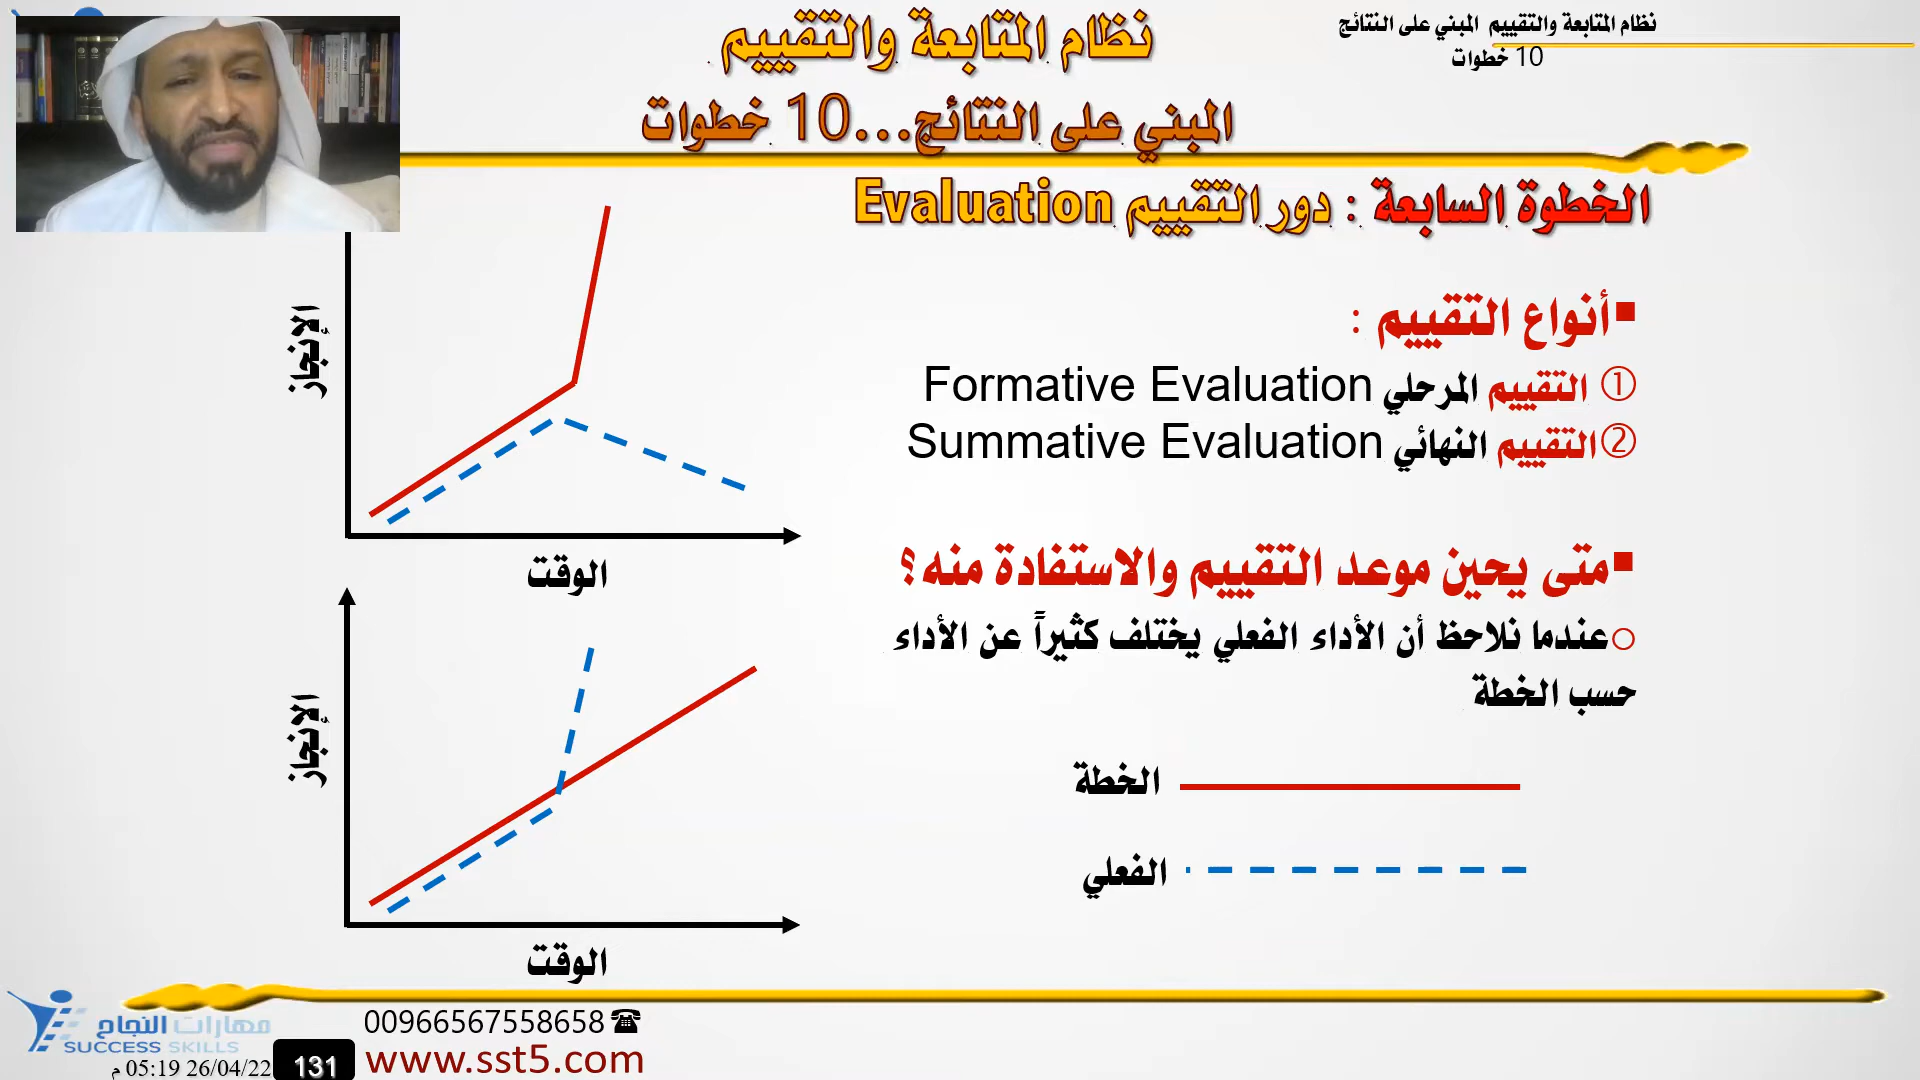 نظام المتابعة والتقييم المبني على النتائج
10 خطوات
نظام المتابعة والتقييم
المبني على النتائج...10 خطوات
الخطوة السابعة : دور التقييم Evaluation
أنواع التقييم :
① التقييم المرحلي Formative Evaluation
② التقييم النهائي Summative Evaluation
متى يحين موعد التقييم والاستفادة منه؟
عندما نلاحظ أن الأداء الفعلي يختلف كثيراً عن الأداء
حسب الخطة
الخطة
الفعلي
الإنجاز
الوقت
الإنجاز
الوقت
مهارات النجاح
SUCCESS SKILLS
00966567558658
www.sst5.com
05:19 26/04/22 م
131